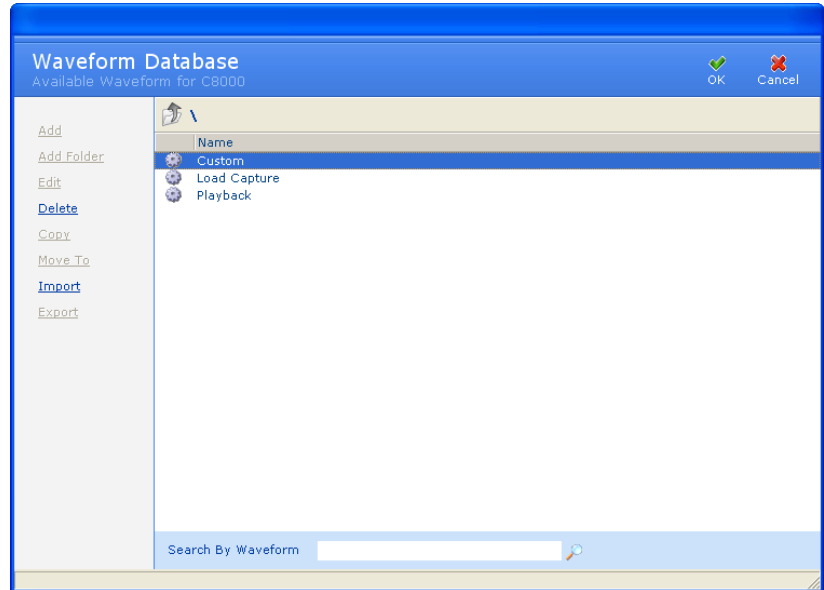 Waveform Database
Available Waveform for C8000
OK
Cancel
Add
Add Folder
Edit
Delete
Copy
Move To
Import
Export
\
Name
Custom
Load Capture
Playback
Search By Waveform